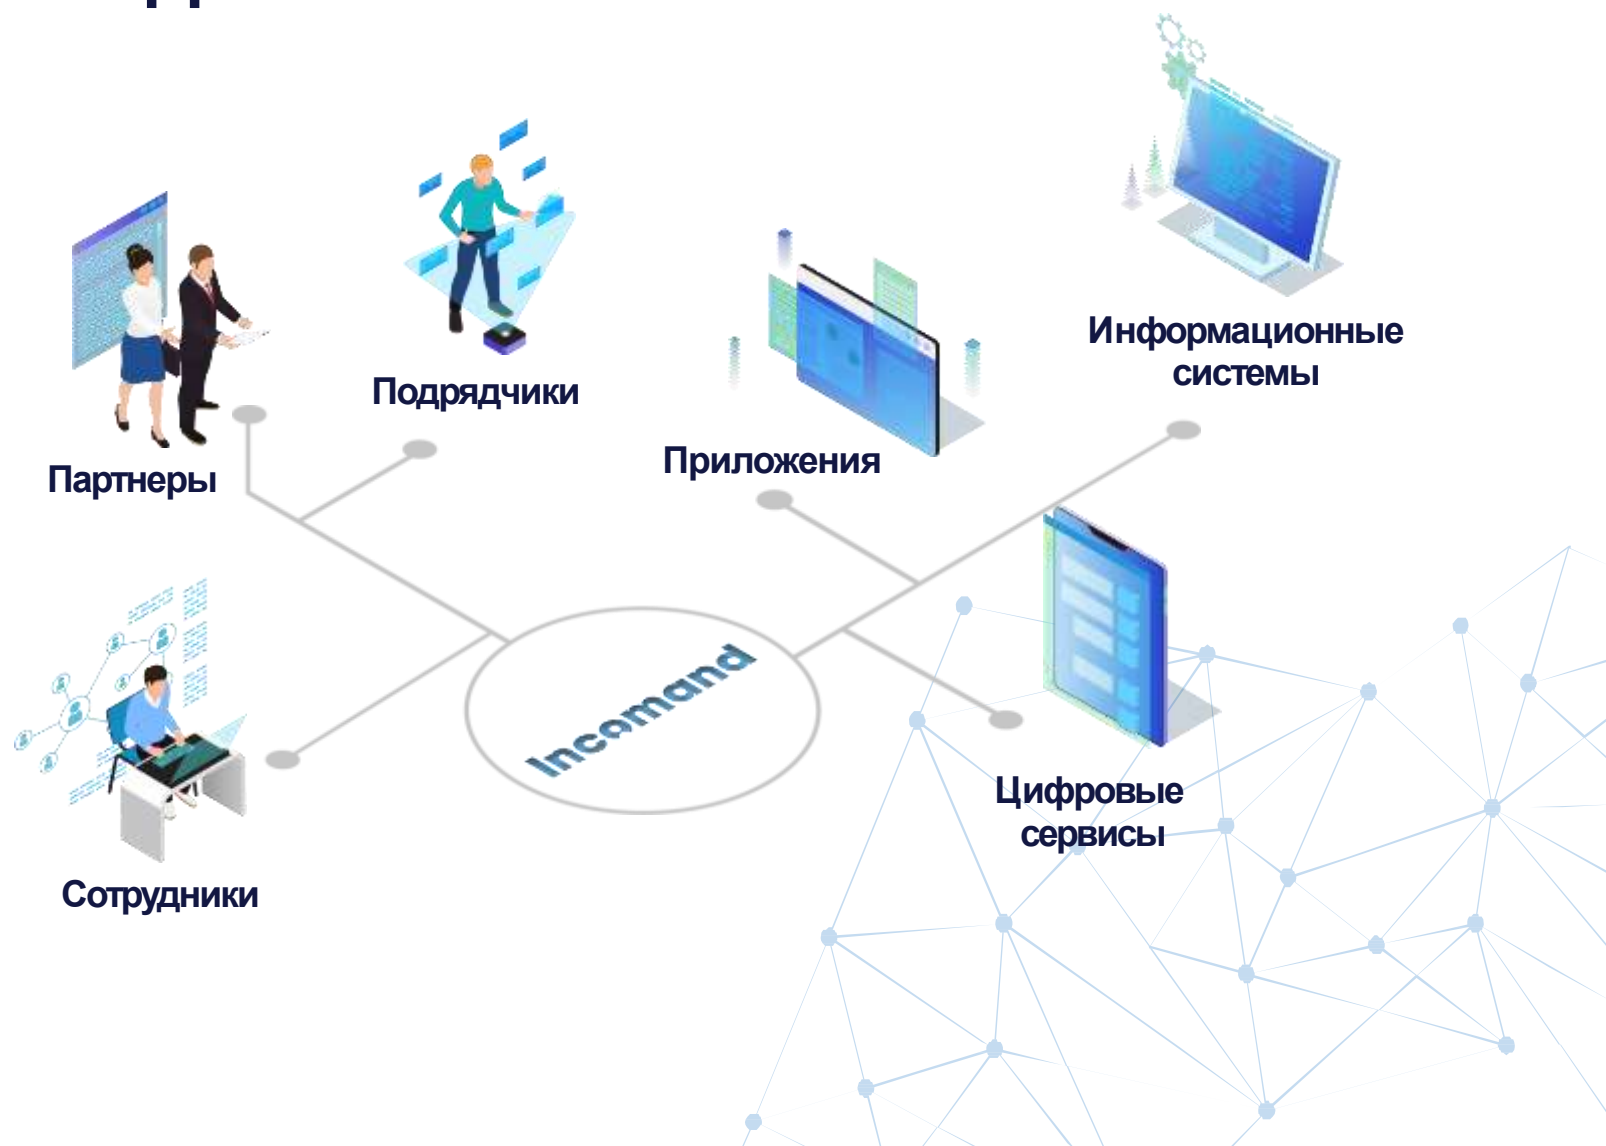 Информационные
системы
Подрядчики
Приложения
Партнеры
Incomand
Цифровые
сервисы
Сотрудники